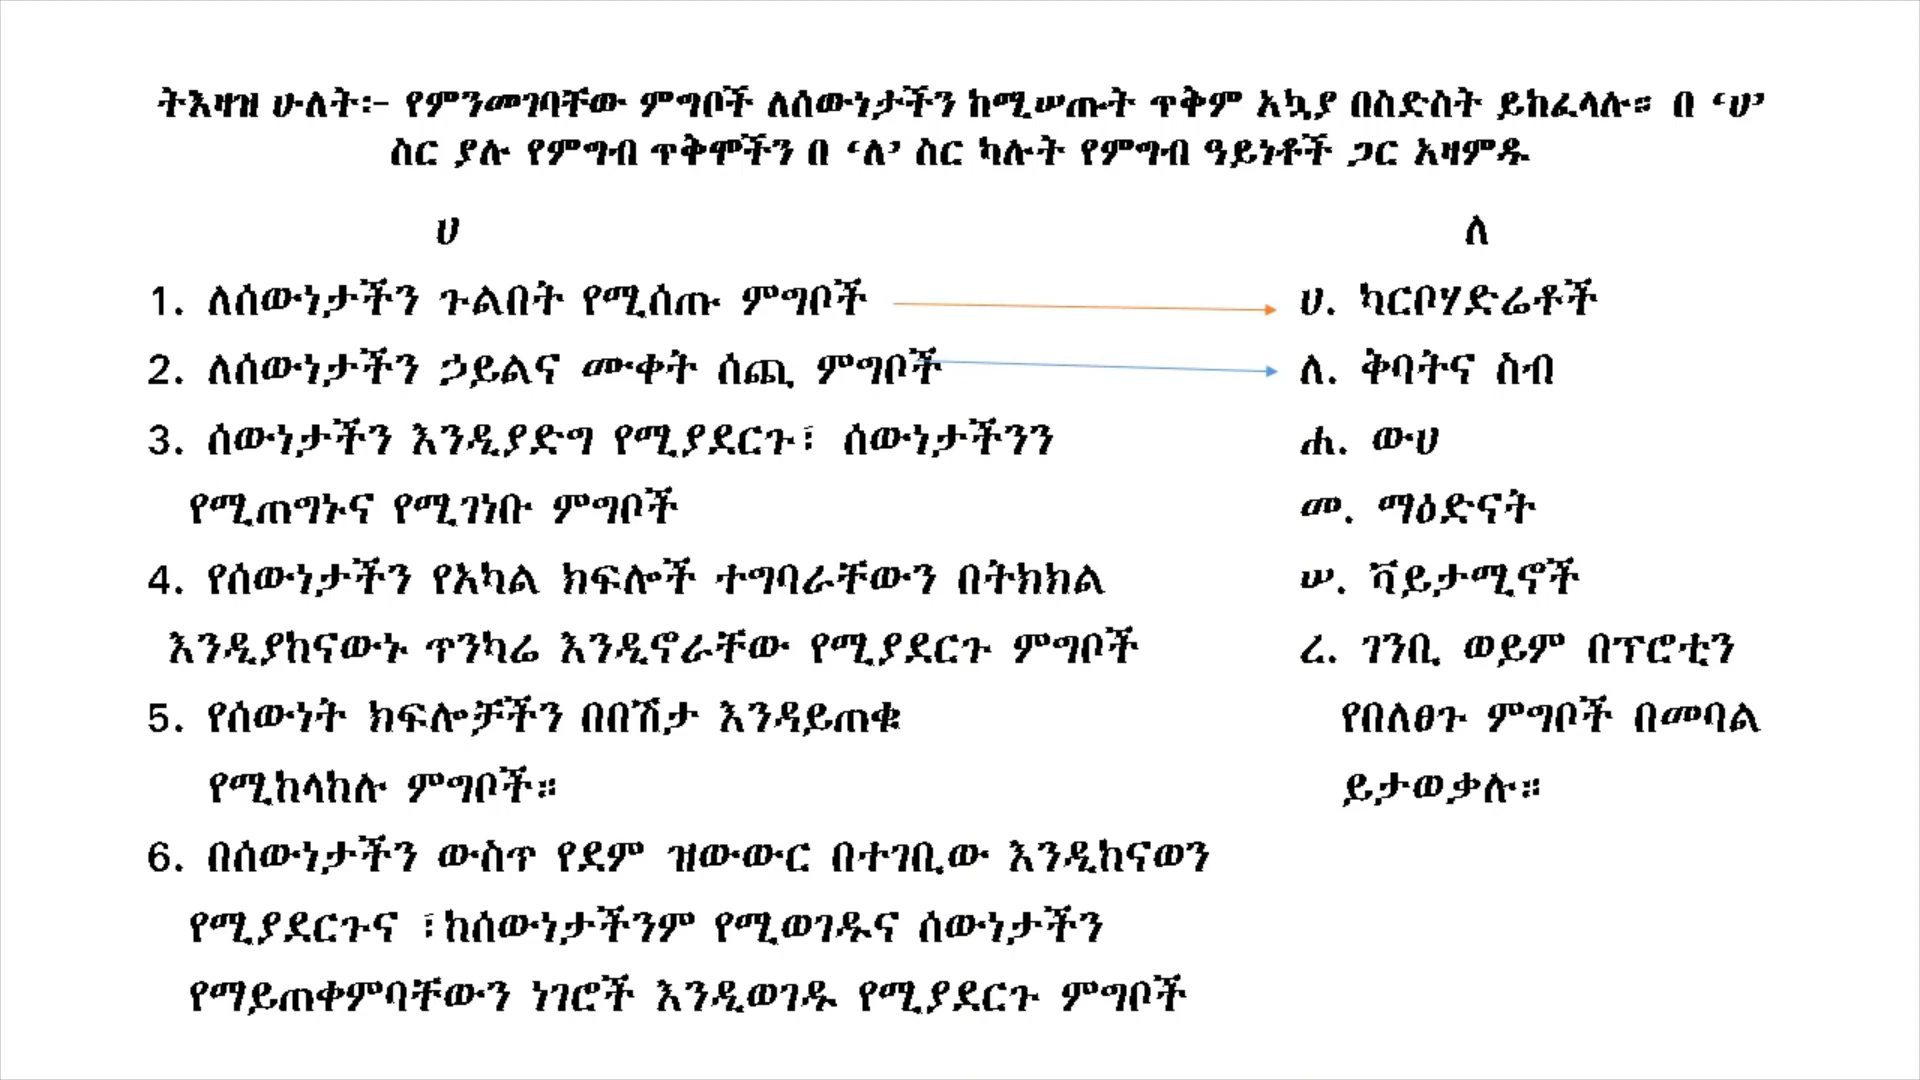 ትእዛዝ ሁለት፡- የምንመገባቸው ምግቦች ለሰውነታችን ከሚሠጡት ጥቅም አኳያ በስድስት ይከፈላሉ። በ ‘ሀ’
ስር ያሉ የምግብ ጥቅሞችን በ ‘ለ’ ስር ካሉት የምግብ ዓይነቶች ጋር አዛምዱ
ሀ ለ
1. ለሰውነታችን ጉልበት የሚሰጡ ምግቦች ሀ. ካርቦሃድሬቶች
2. ለሰውነታችን ኃይልና ሙቀት ሰጪ ምግቦች ለ. ቅባትና ስብ
3. ሰውነታችን እንዲያድግ የሚያደርጉ፣ ሰውነታችንን ሐ. ውሀ
የሚጠግኑና የሚገነቡ ምግቦች መ. ማዕድናት
4. የሰውነታችን የአካል ክፍሎች ተግባራቸውን በትክክል ሠ. ቫይታሚኖች
እንዲያከናውኑ ጥንካሬ እንዲኖራቸው የሚያደርጉ ምግቦች ረ. ገንቢ ወይም በፕሮቲን
5. የሰውነት ክፍሎቻችን በበሽታ እንዳይጠቁ የበለፀጉ ምግቦች በመባል
የሚከላከሉ ምግቦች። ይታወቃሉ።
6. በሰውነታችን ውስጥ የደም ዝውውር በተገቢው እንዲከናወን
የሚያደርጉና ፣ከሰውነታችንም የሚወገዱና ሰውነታችን
የማይጠቀምባቸውን ነገሮች እንዲወገዱ የሚያደርጉ ምግቦች